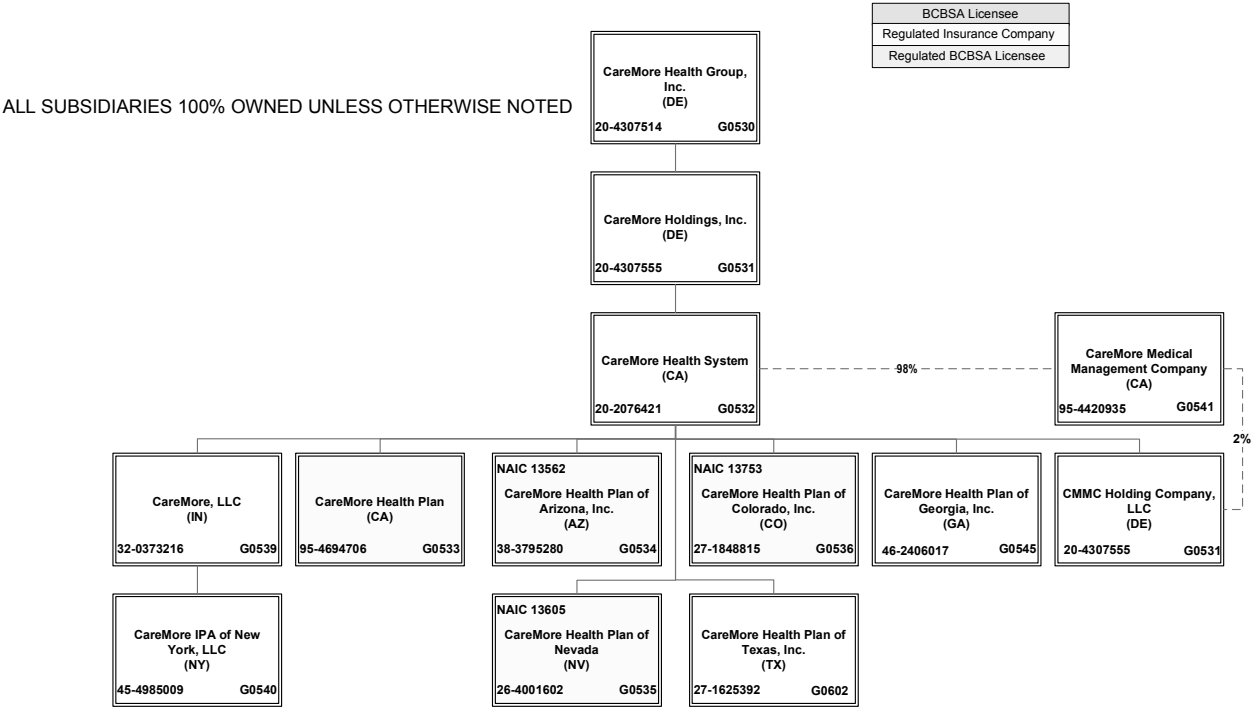 BCBSA Licensee
Regulated Insurance Company
Regulated BCBSA Licensee
ALL SUBSIDIARIES 100% OWNED UNLESS OTHERWISE NOTED
CareMore Health Group,
Inc.
(DE)
20-4307514 G0530
CareMore Holdings, Inc.
(DE)
20-4307555 G0531
CareMore Health System
(CA)
20-2076421 G0532
98%
CareMore Medical
Management Company
(CA)
95-4420935 G0541
2%
CareMore, LLC
(IN)
32-0373216 G0539
CareMore Health Plan
(CA)
95-4694706 G0533
NAIC 13562
CareMore Health Plan of
Arizona, Inc.
(AZ)
38-3795280 G0534
NAIC 13753
CareMore Health Plan of
Colorado, Inc.
(CO)
27-1848815 G0536
CareMore Health Plan of
Georgia, Inc.
(GA)
46-2406017 G0545
CMMC Holding Company,
LLC
(DE)
20-4307555 G0531
CareMore IPA of New
York, LLC
(NY)
45-4985009 G0540
NAIC 13605
CareMore Health Plan of
Nevada
(NV)
26-4001602 G0535
CareMore Health Plan of
Texas, Inc.
(TX)
27-1625392 G0602